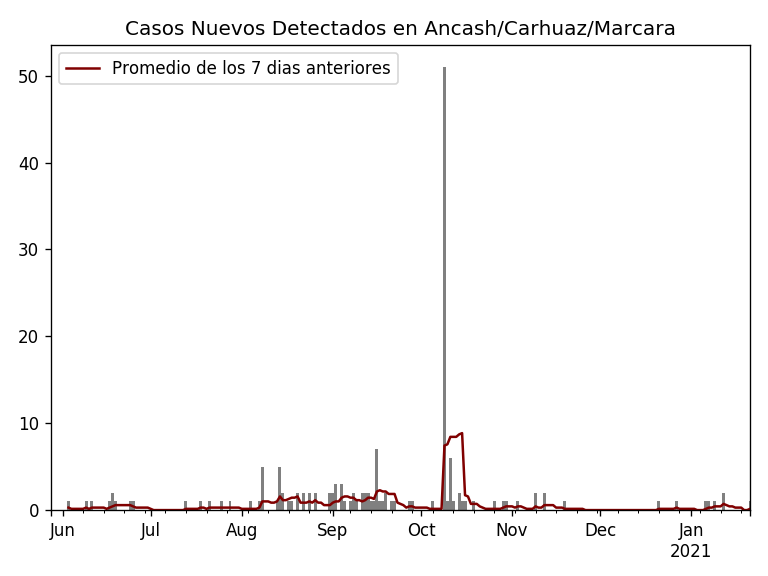 Casos Nuevos Detectados en Ancash/Carhuaz/Marcara
Promedio de los 7 dias anteriores
50
40
30
20
10
0
Jun Jul Aug Sep Oct Nov Dec Jan
2021